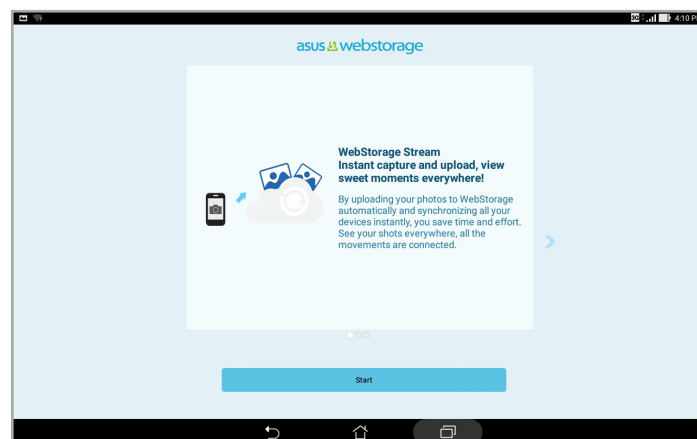 3G
4:10 P
asus webstorage
WebStorage Stream
Instant capture and upload, view
sweet moments everywhere!
By uploading your photos to WebStorage
automatically and synchronizing all your
devices instantly, you save time and effort.
See your shots everywhere, all the
movements are connected.
Start